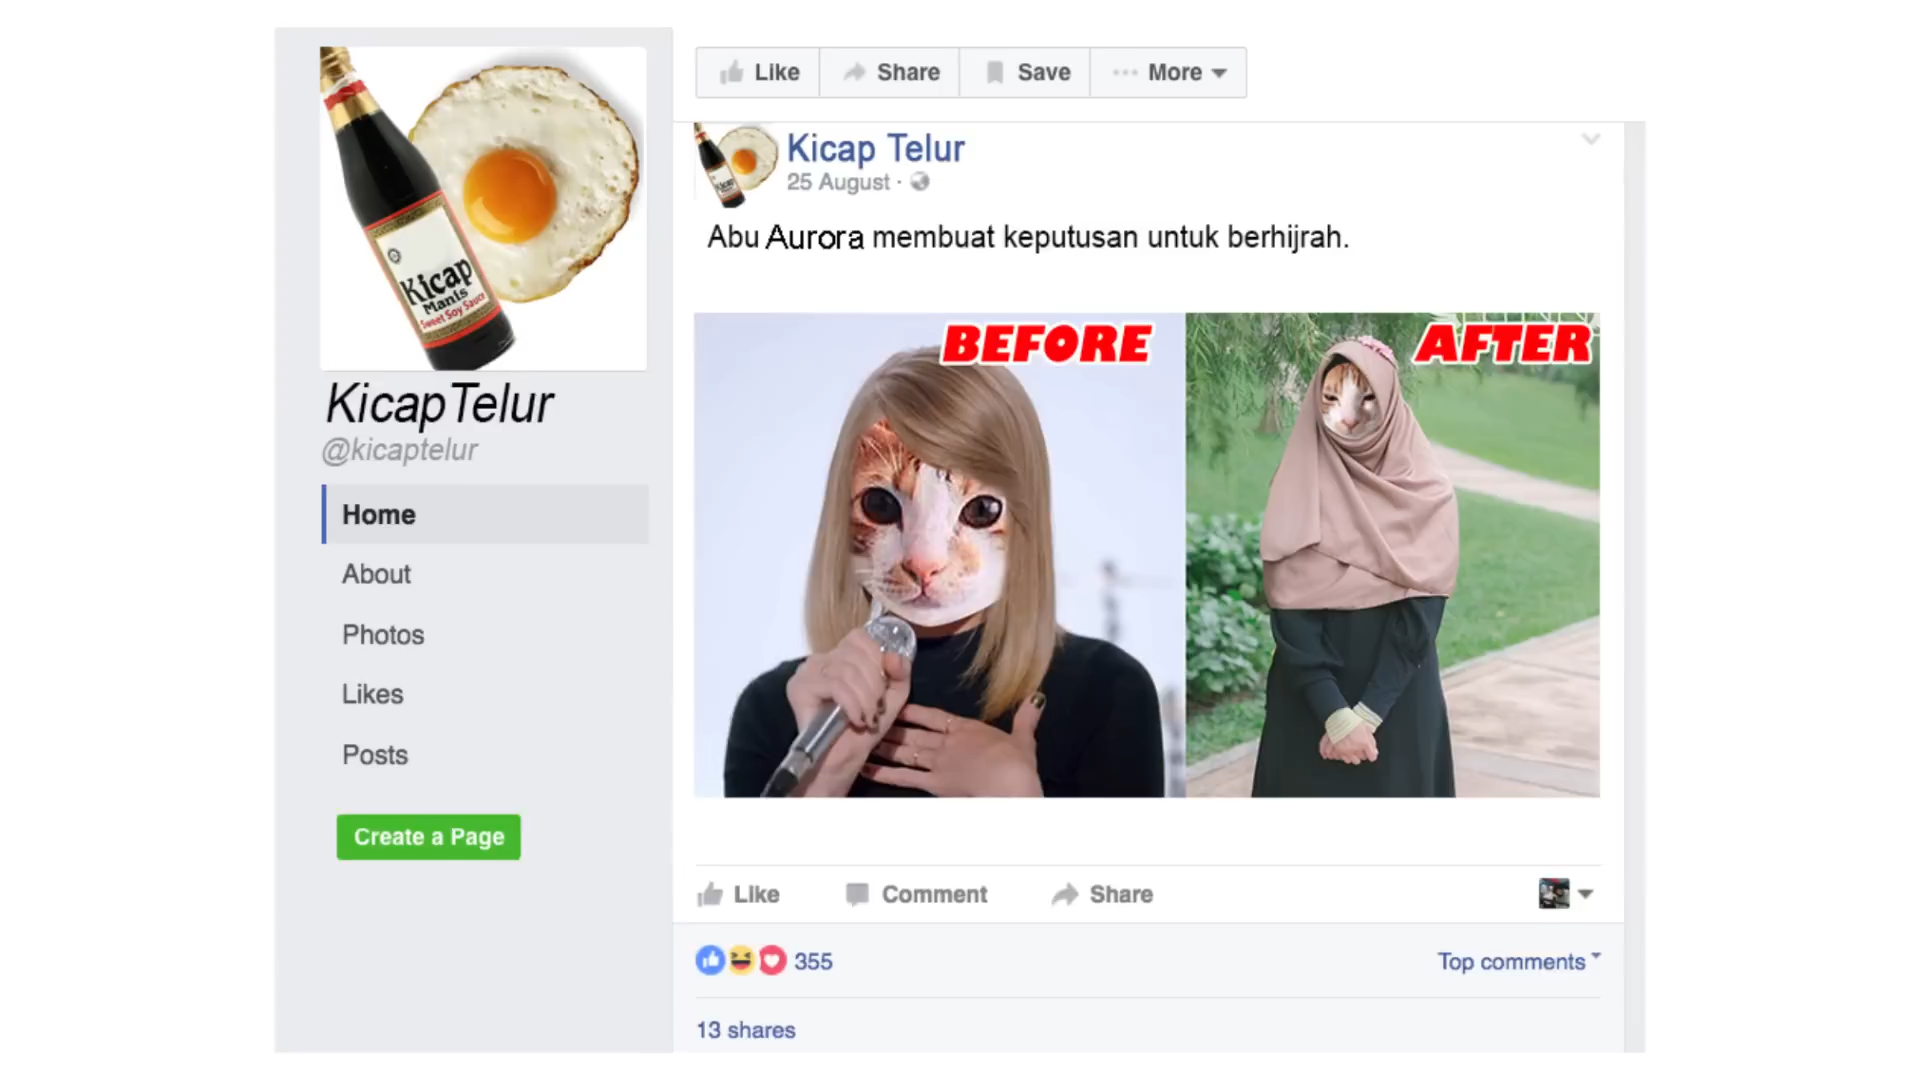 Kicap
Manis
Sweet Soy Sauce
KicapTelur
@kicaptelur
Home
About
Photos
Likes
Posts
Create a Page
Like
Share
Save
More
Kicap Telur
25 August ·
Abu Aurora membuat keputusan untuk berhijrah.
BEFORE
AFTER
Like
Comment
Share
355
Top comments
13 shares